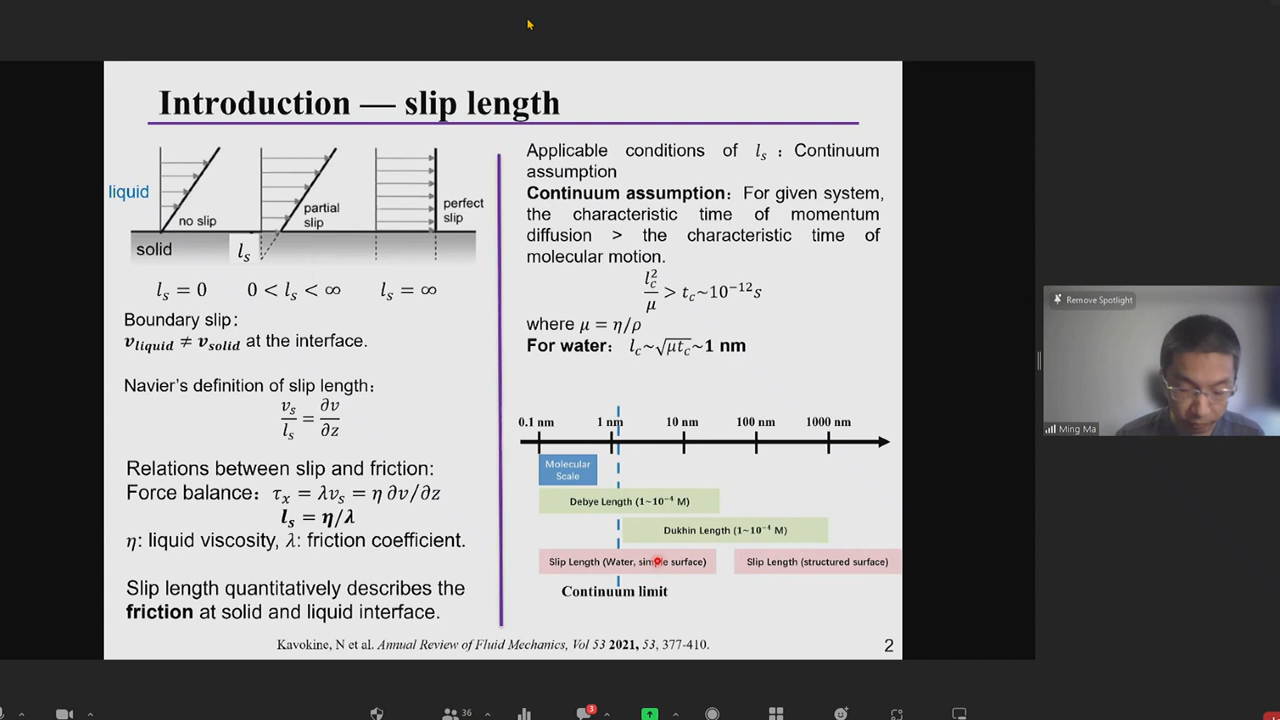 Introduction — slip length
liquid
no slip
partial
slip
perfect
slip
solid
l_s
l_s = 0
0 < l_s < ∞
l_s = ∞
Boundary slip:
v_liquid ≠ v_solid at the interface.
Navier's definition of slip length:
v_s/l_s = ∂v/∂z
Relations between slip and friction:
Force balance: τ_x = λv_s = η ∂v/∂z
l_s = η/λ
η: liquid viscosity, λ: friction coefficient.
Slip length quantitatively describes the
friction at solid and liquid interface.
Applicable conditions of l_s : Continuum
assumption
Continuum assumption: For given system,
the characteristic time of momentum
diffusion > the characteristic time of
molecular motion.
l_c^2/μ > t_c~10^−12 s
where μ = η/ρ
For water: l_c~√μt_c~1 nm
0.1 nm 1 nm 10 nm 100 nm 1000 nm
Molecular
Scale
Debye Length (1~10^−4 M)
Dukhin Length (1~10^−4 M)
Slip Length (Water, simple surface)
Slip Length (structured surface)
Continuum limit
Kavokine, N et al. Annual Review of Fluid Mechanics, Vol 53 2021, 53, 377-410.
2
Remove Spotlight
Ming Ma
36
3